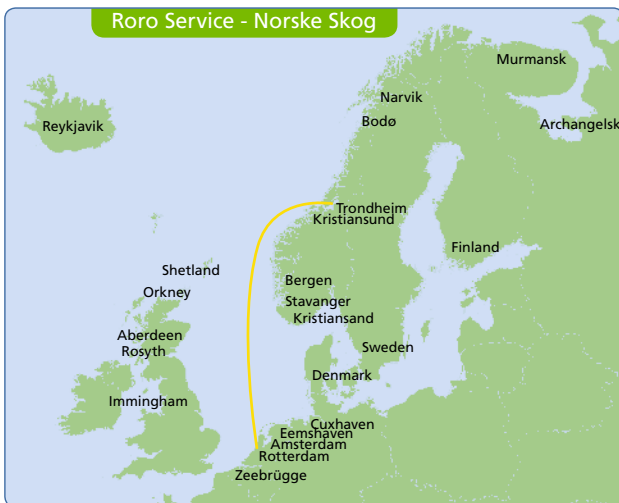 Roro Service - Norske Skog
Murmansk
Narvik
Bodø
Reykjavik
Archangelsk
Trondheim
Kristiansund
Finland
Shetland
Bergen
Orkney
Stavanger
Kristiansand
Aberdeen
Rosyth
Sweden
Denmark
Immingham
Cuxhaven
Eemshaven
Amsterdam
Rotterdam
Zeebrügge